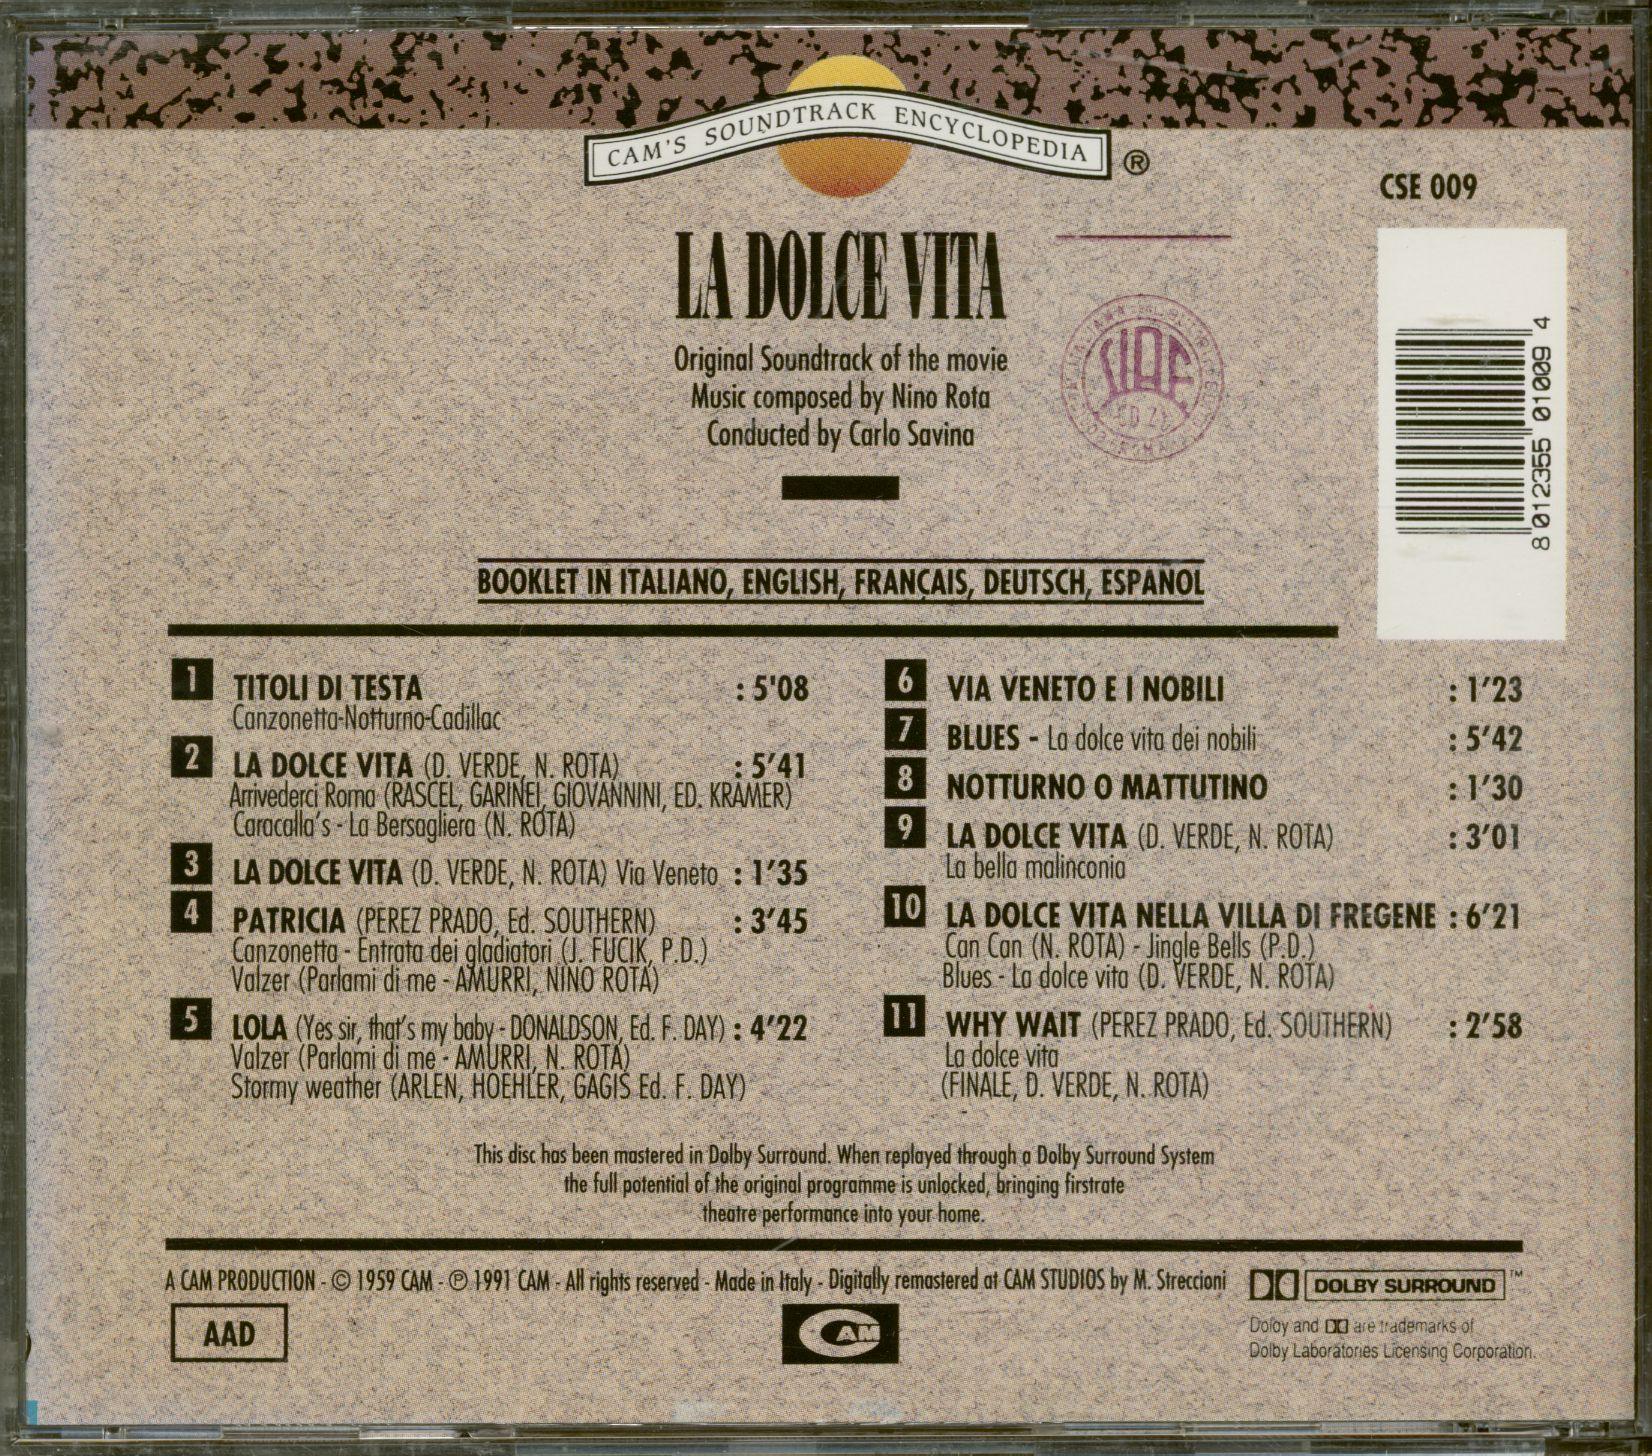 CAM'S SOUNDTRACK ENCYCLOPEDIA ®
CSE 009
LA DOLCE VITA
Original Soundtrack of the movie
Music composed by Nino Rota
Conducted by Carlo Savina
SIAE
8 012355 010094
BOOKLET IN ITALIANO, ENGLISH, FRANÇAIS, DEUTSCH, ESPANOL
1 TITOLI DI TESTA : 5'08
Canzonetta-Notturno-Cadillac
2 LA DOLCE VITA (D. VERDE, N. ROTA) : 5'41
Arrivederci Roma (RASCEL, GARINEI, GIOVANNINI, ED. KRAMER)
Caracalla's - La Bersagliera (N. ROTA)
3 LA DOLCE VITA (D. VERDE, N. ROTA) Via Veneto : 1'35
4 PATRICIA (PEREZ PRADO, Ed. SOUTHERN) : 3'45
Canzonetta - Entrata dei gladiatori (J. FUCIK, P.D.)
Valzer (Parlami di me - AMURRI, NINO ROTA)
5 LOLA (Yes sir, that's my baby - DONALDSON, Ed. F. DAY) : 4'22
Valzer (Parlami di me - AMURRI, N. ROTA)
Stormy weather (ARLEN, HOEHLER, GAGIS Ed. F. DAY)
6 VIA VENETO E I NOBILI : 1'23
7 BLUES - La dolce vita dei nobili : 5'42
8 NOTTURNO O MATTUTINO : 1'30
9 LA DOLCE VITA (D. VERDE, N. ROTA) : 3'01
La bella malinconia
10 LA DOLCE VITA NELLA VILLA DI FREGENE : 6'21
Can Can (N. ROTA) - Jingle Bells (P.D.)
Blues - La dolce vita (D. VERDE, N. ROTA)
11 WHY WAIT (PEREZ PRADO, Ed. SOUTHERN) : 2'58
La dolce vita
(FINALE, D. VERDE, N. ROTA)
This disc has been mastered in Dolby Surround. When replayed through a Dolby Surround System
the full potential of the original programme is unlocked, bringing firstrate
theatre performance into your home.
A CAM PRODUCTION - © 1959 CAM - ℗ 1991 CAM - All rights reserved - Made in Italy - Digitally remastered at CAM STUDIOS by M. Streccioni
DOLBY SURROUND ™
AAD
CAM
Dolby and are trademarks of
Dolby Laboratories Licensing Corporation.